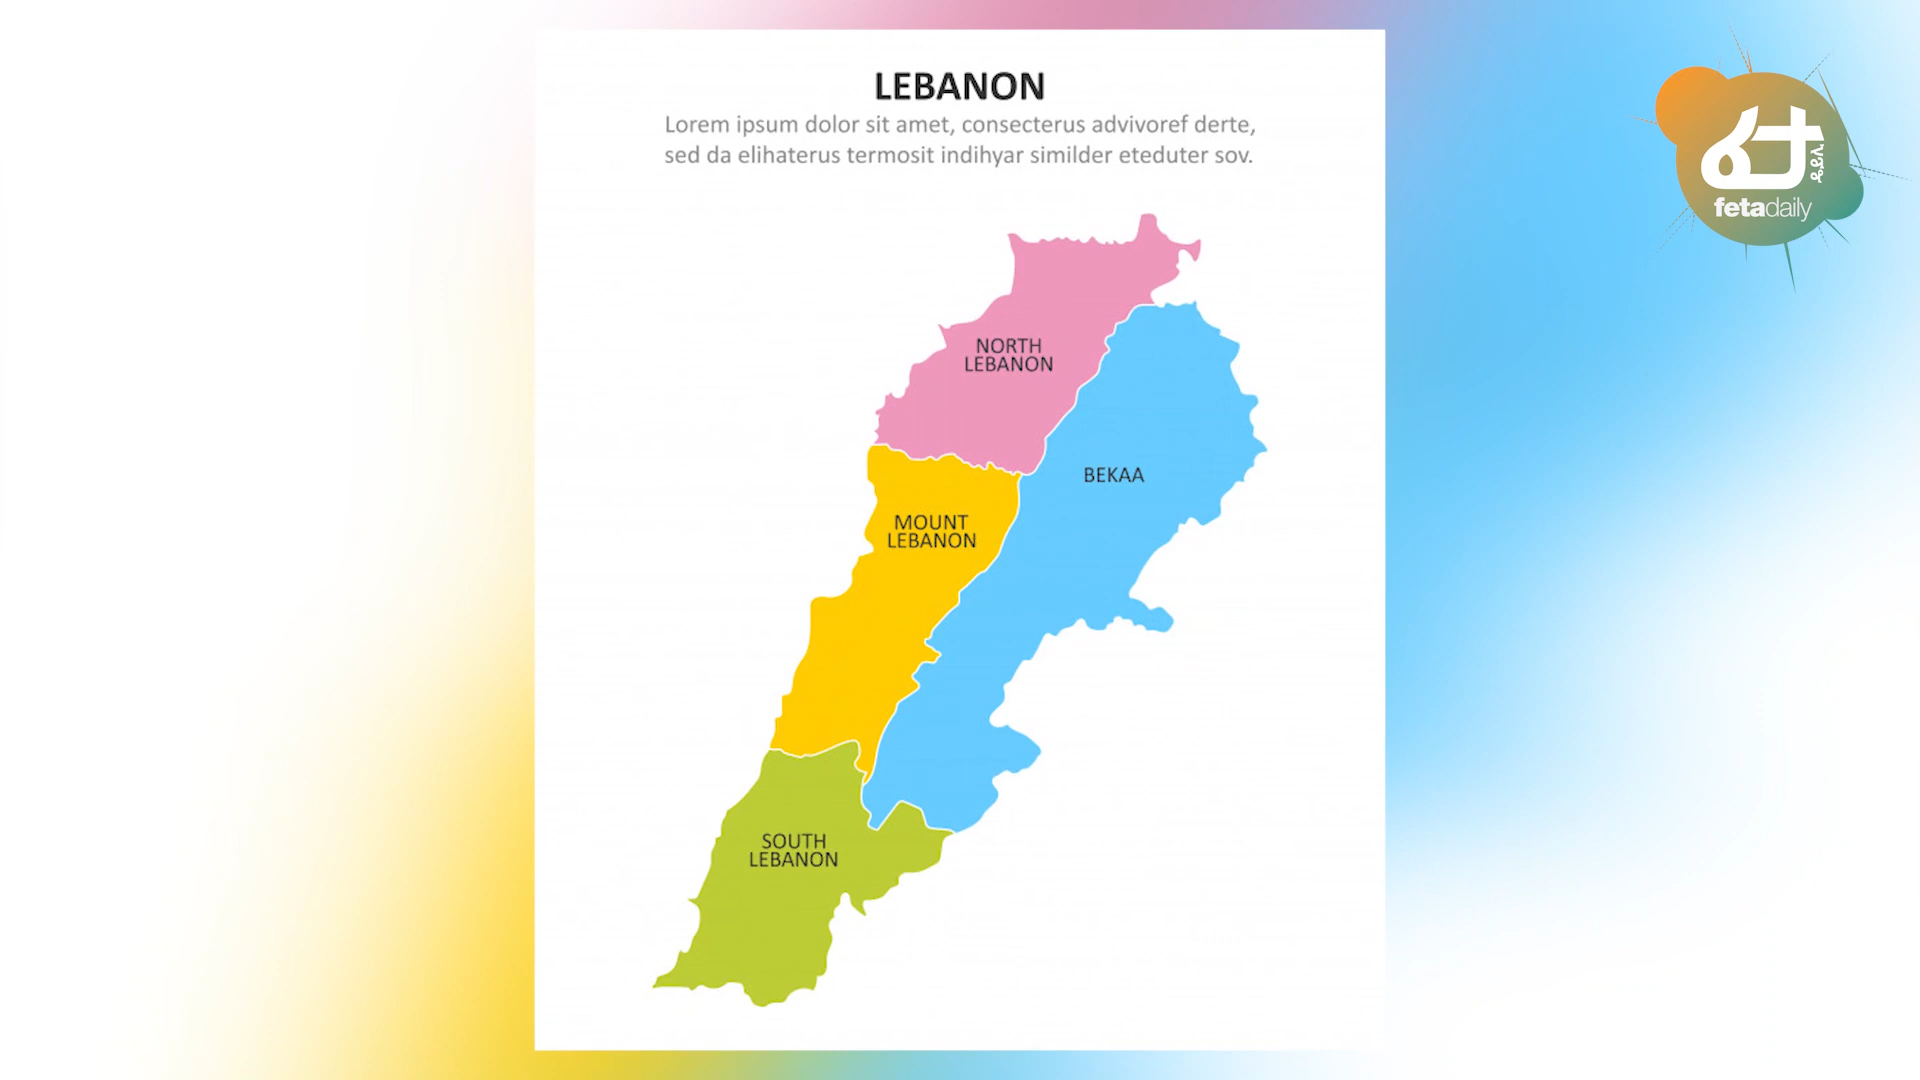 LEBANON
Lorem ipsum dolor sit amet, consecterus advivoref derte,
sed da elihaterus termosit indihyar similder eteduter sov.
NORTH
LEBANON
BEKAA
MOUNT
LEBANON
SOUTH
LEBANON
ፈታ
fetadaily